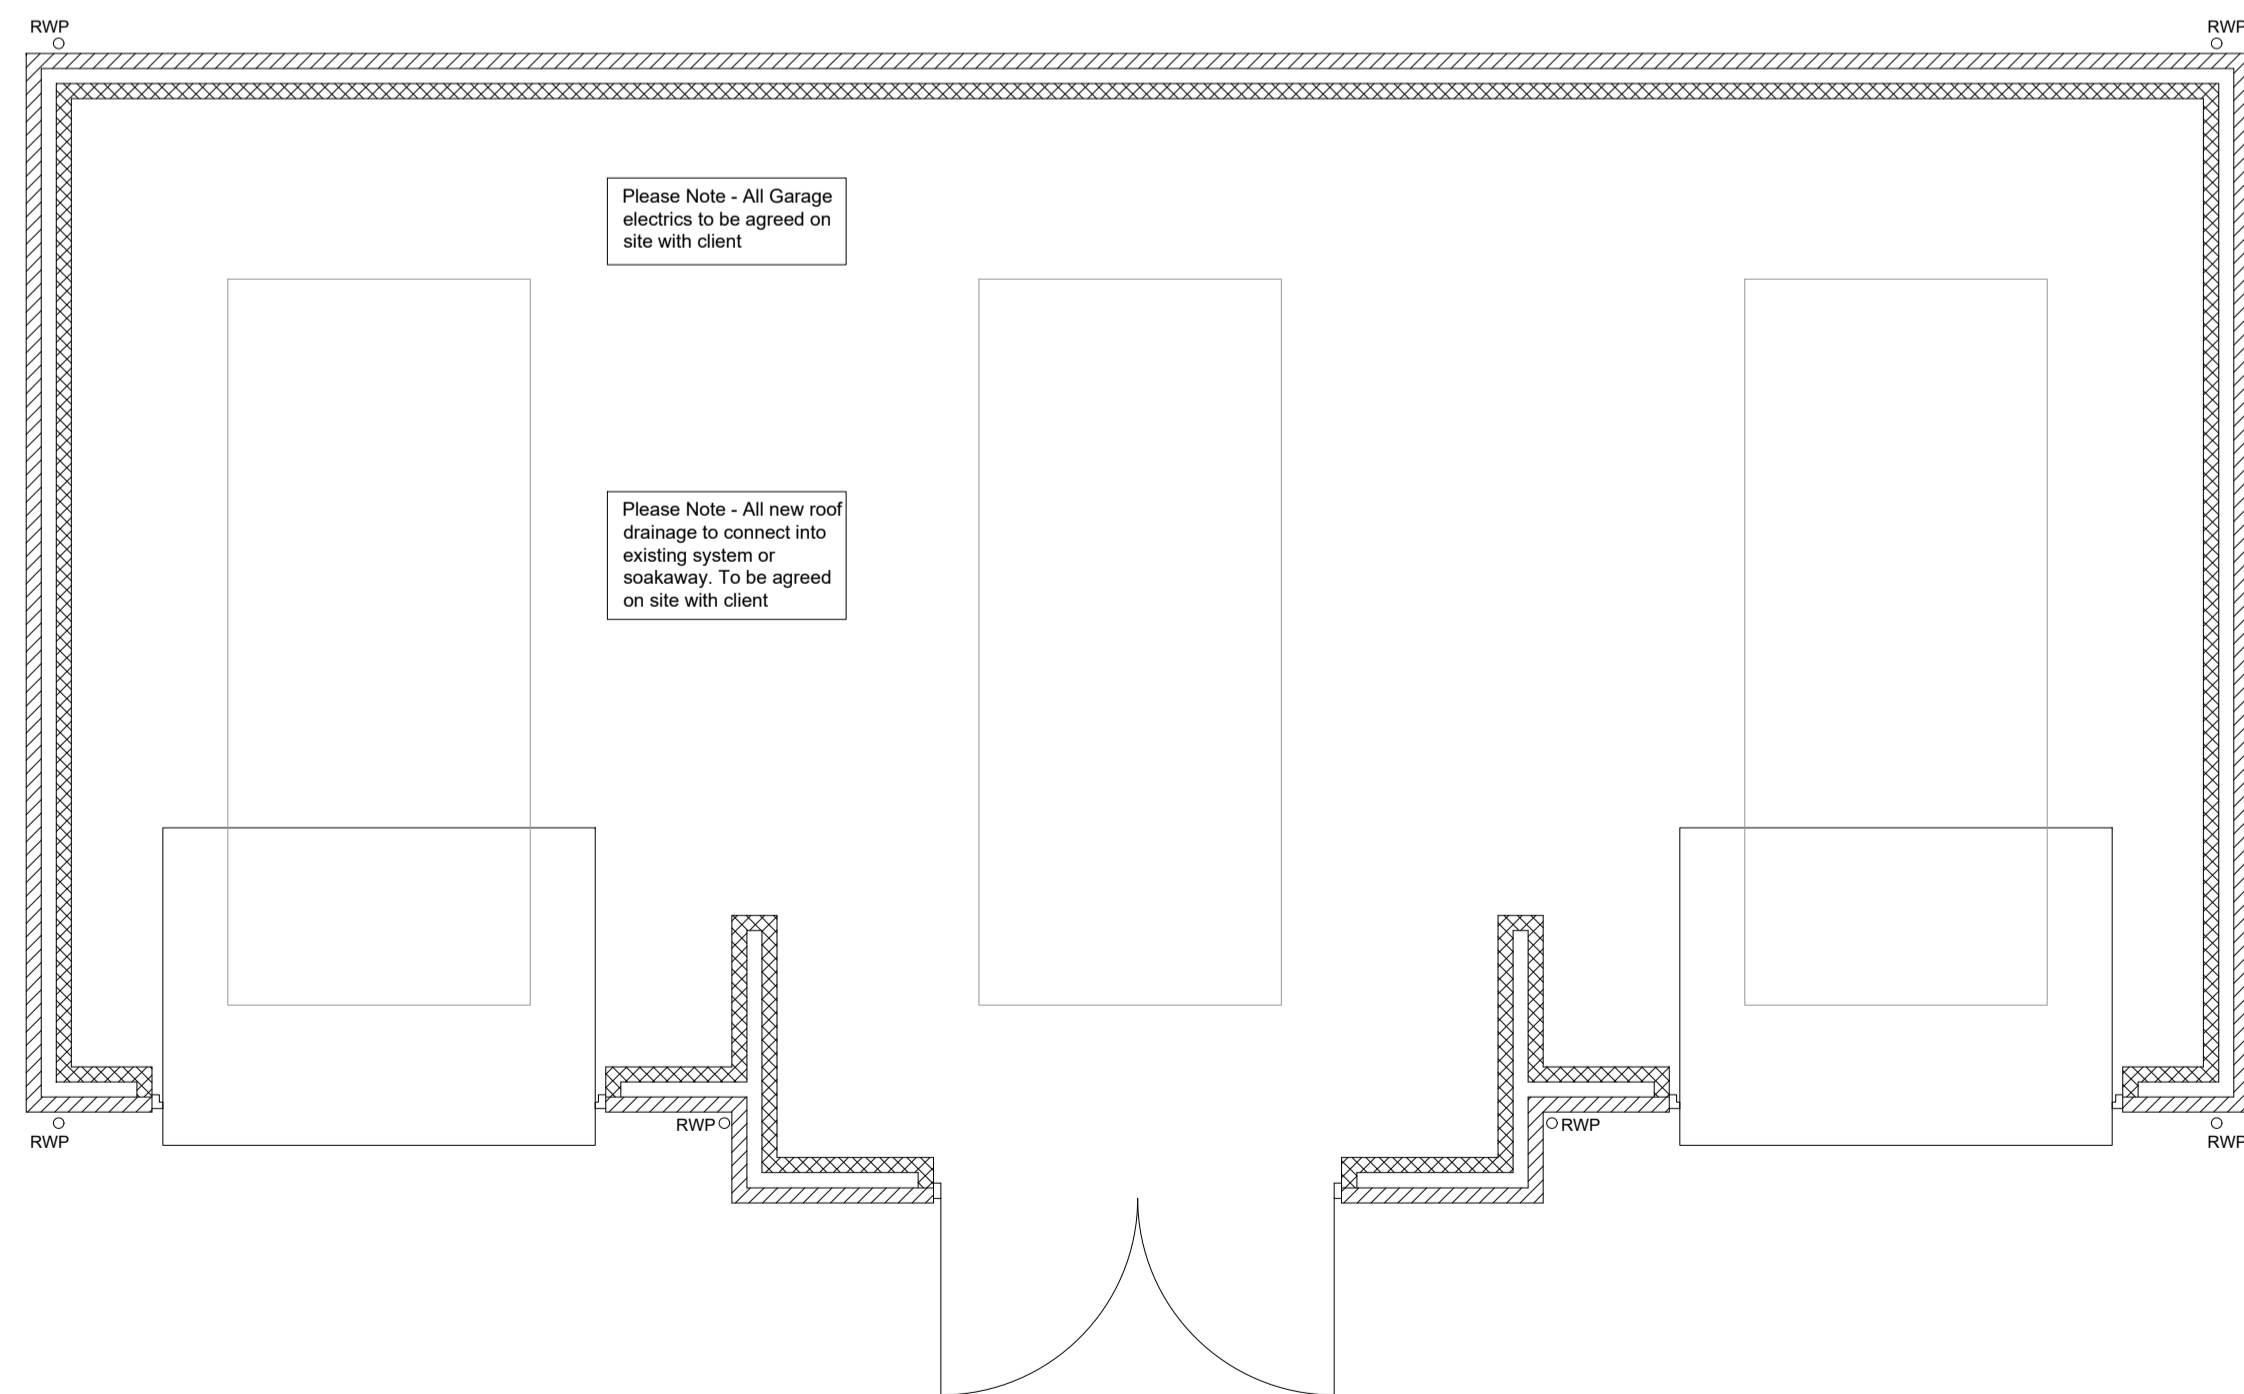 RWP
RWP
Please Note - All Garage
electrics to be agreed on
site with client
Please Note - All new roof
drainage to connect into
existing system or
soakaway. To be agreed
on site with client
RWP
RWP
RWP
RWP